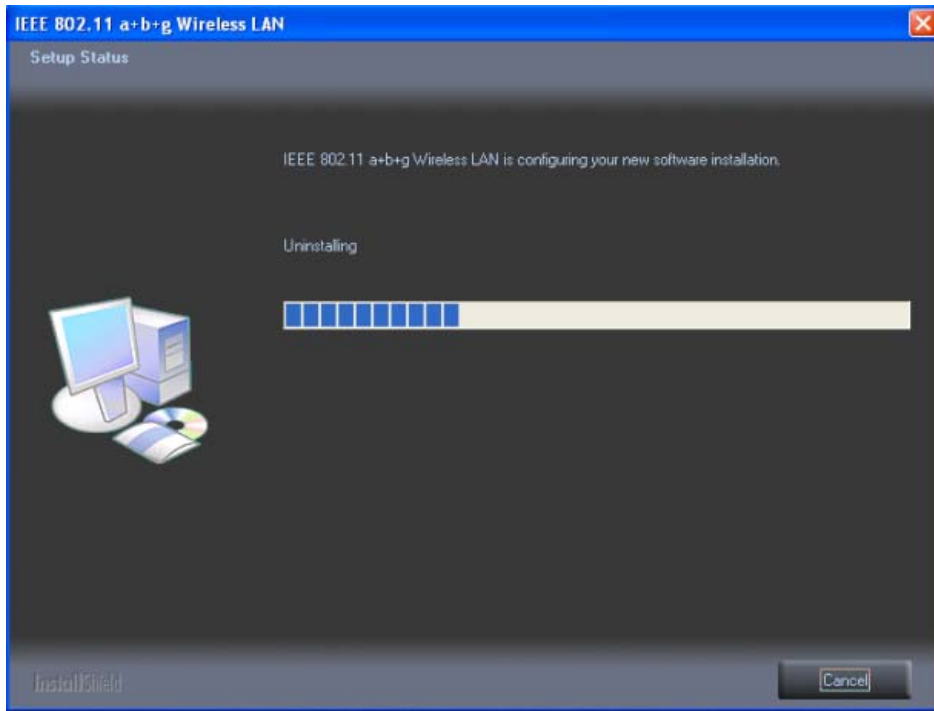 IEEE 802.11 a+b+g Wireless LAN
Setup Status
IEEE 802.11 a+b+g Wireless LAN is configuring your new software installation.
Uninstalling
InstallShield
Cancel